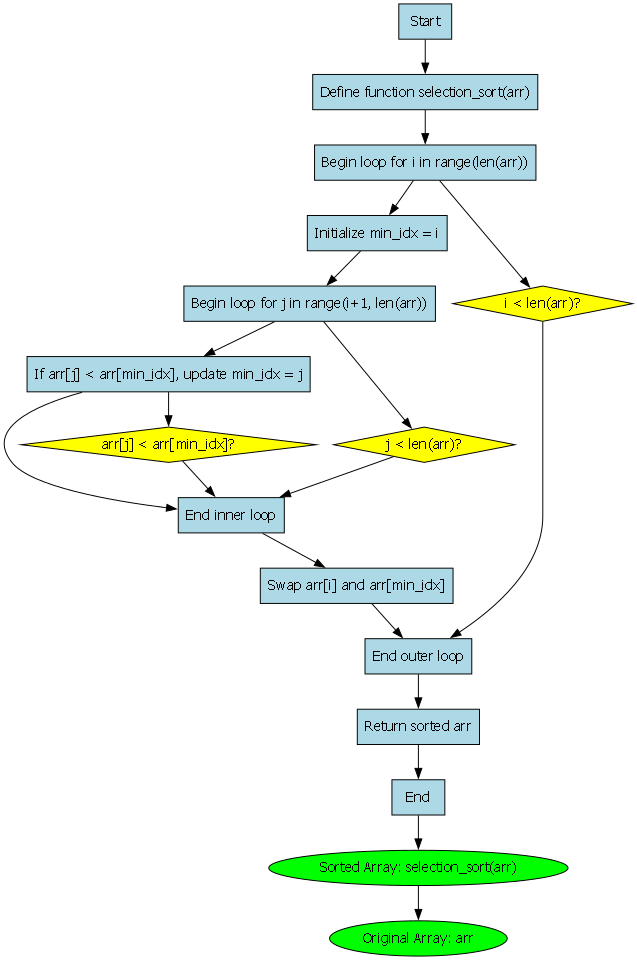 Start
Define function selection_sort(arr)
Begin loop for i in range(len(arr))
Initialize min_idx = i
Begin loop for j in range(i+1, len(arr))
i < len(arr)?
If arr[j] < arr[min_idx], update min_idx = j
arr[j] < arr[min_idx]?
j < len(arr)?
End inner loop
Swap arr[i] and arr[min_idx]
End outer loop
Return sorted arr
End
Sorted Array: selection_sort(arr)
Original Array: arr